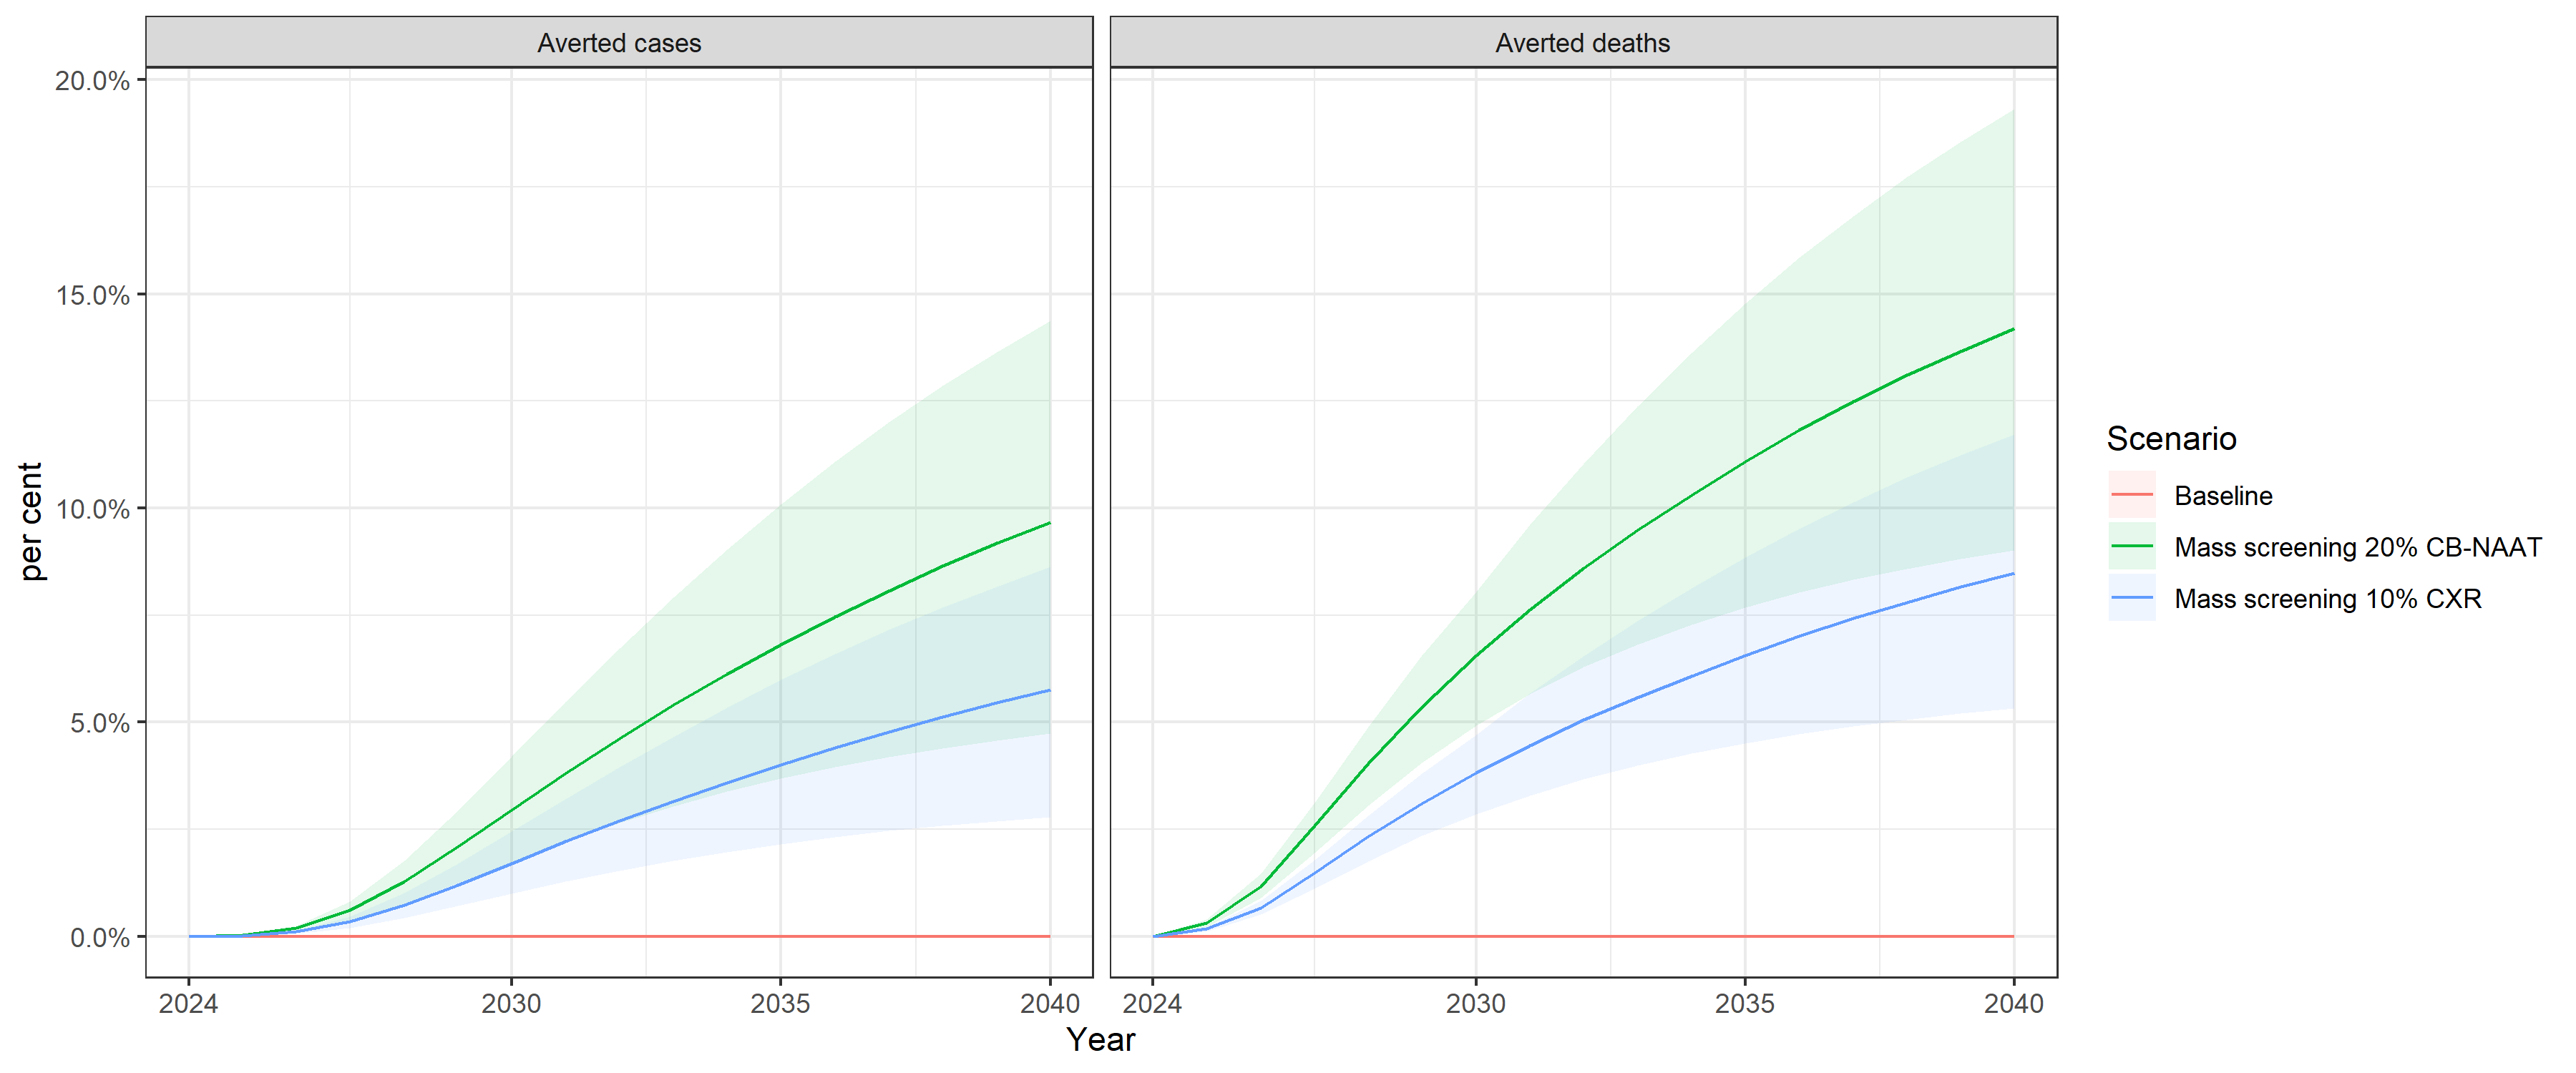 Averted cases
Averted deaths
20.0%
15.0%
10.0%
5.0%
0.0%
per cent
2024 2030 2035 2040
2024 2030 2035 2040
Year
Scenario
Baseline
Mass screening 20% CB-NAAT
Mass screening 10% CXR